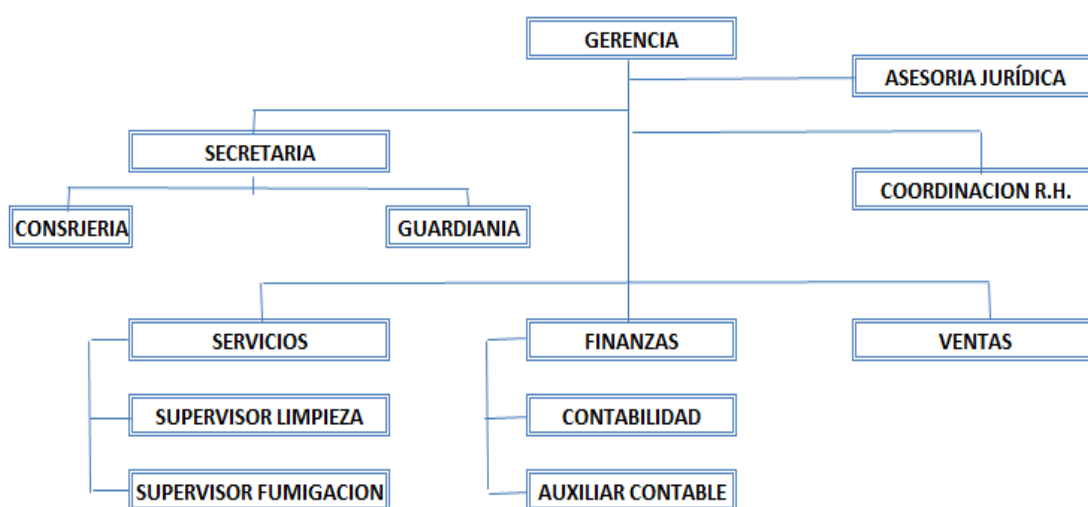 GERENCIA
ASESORIA JURÍDICA
SECRETARIA
COORDINACION R.H.
CONSRJERIA
GUARDIANIA
SERVICIOS
FINANZAS
VENTAS
SUPERVISOR LIMPIEZA
CONTABILIDAD
SUPERVISOR FUMIGACION
AUXILIAR CONTABLE